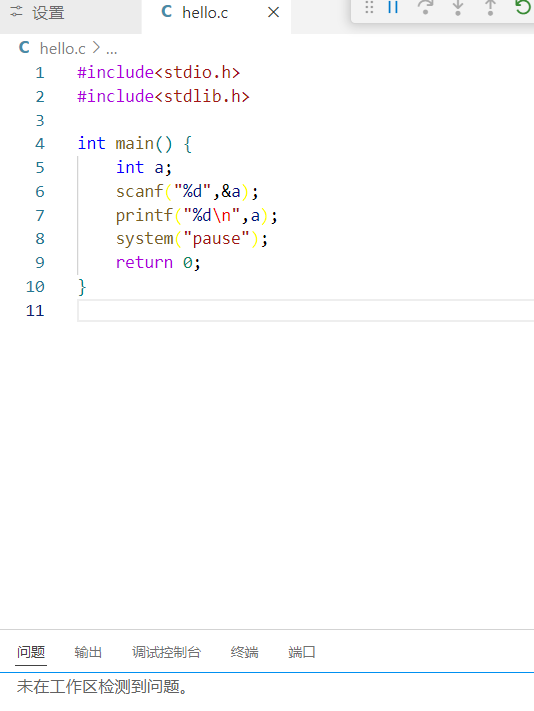 设置
C hello.c ×
C hello.c > ...
1 #include<stdio.h>
2 #include<stdlib.h>
3
4 int main() {
5     int a;
6     scanf("%d",&a);
7     printf("%d\n",a);
8     system("pause");
9     return 0;
10 }
11
问题 输出 调试控制台 终端 端口
未在工作区检测到问题。